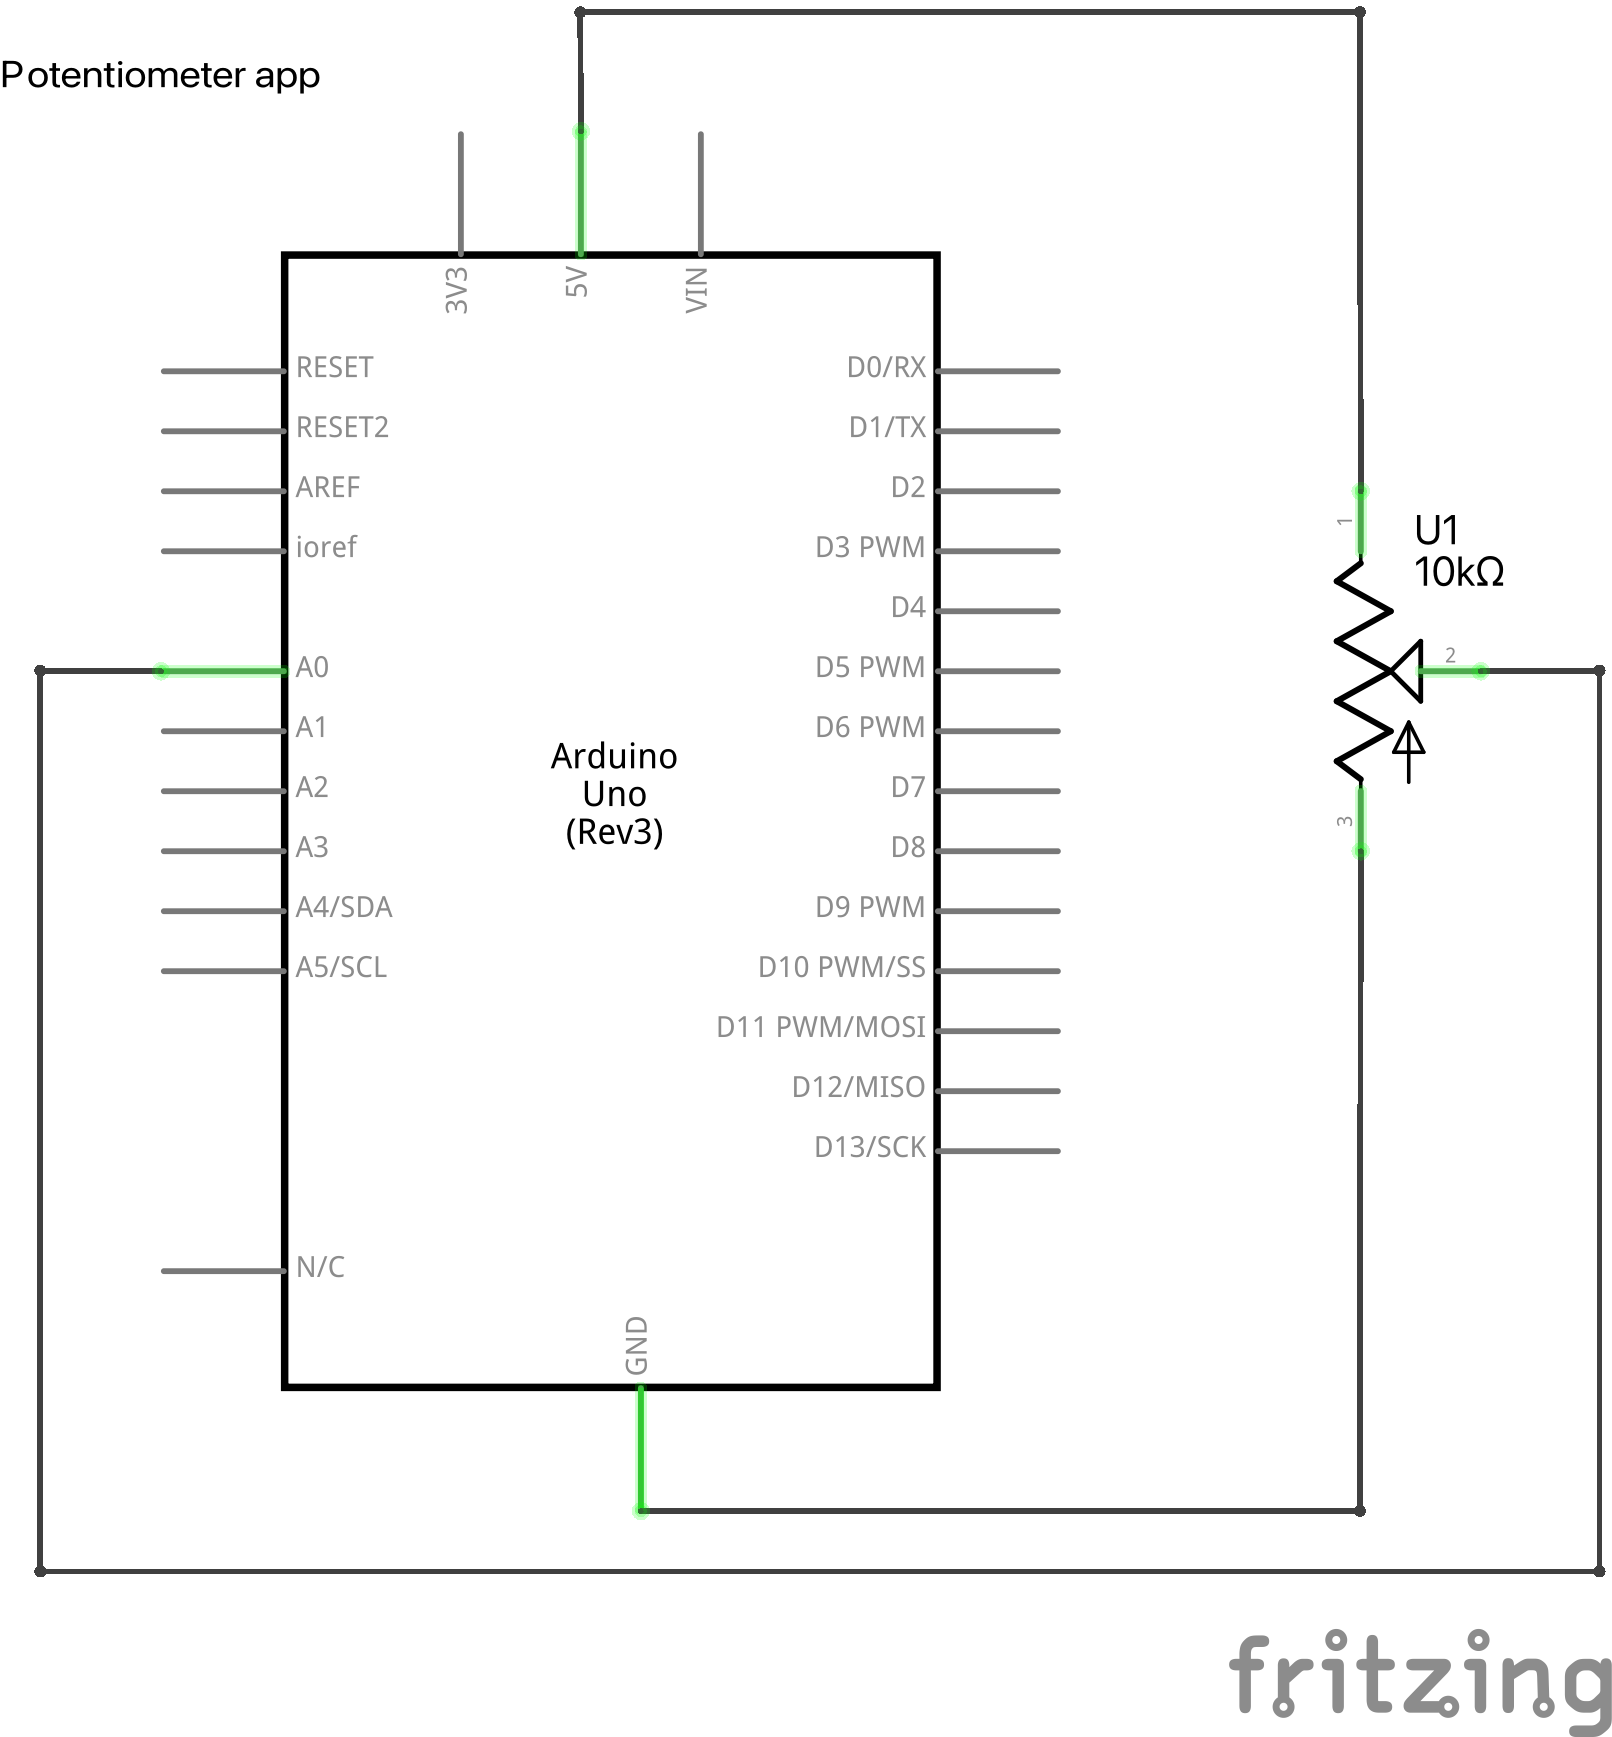 Potentiometer app
3V3
5V
VIN
RESET
RESET2
AREF
ioref
A0
A1
A2
A3
A4/SDA
A5/SCL
N/C
Arduino
Uno
(Rev3)
D0/RX
D1/TX
D2
D3 PWM
D4
D5 PWM
D6 PWM
D7
D8
D9 PWM
D10 PWM/SS
D11 PWM/MOSI
D12/MISO
D13/SCK
GND
1
U1
10kΩ
2
3
fritzing